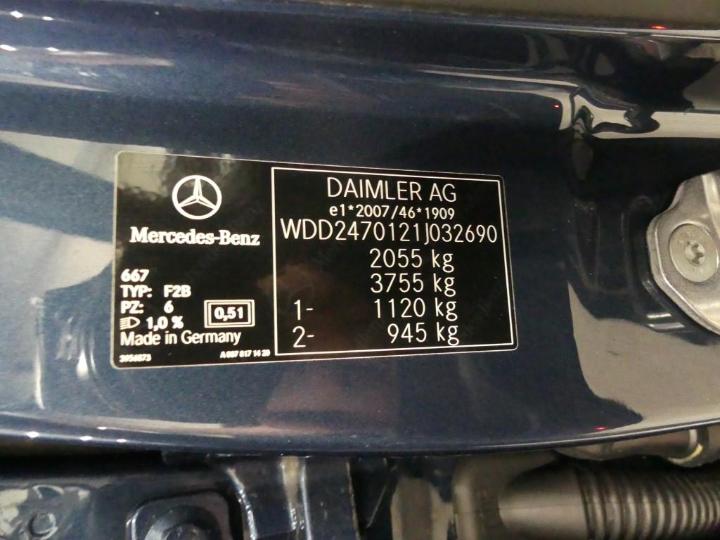 Mercedes-Benz
667
TYP: F2B
PZ: 6
1,0 %
0,51
Made in Germany
DAIMLER AG
e1*2007/46*1909
WDD2470121J032690
2055 kg
3755 kg
1- 1120 kg
2- 945 kg